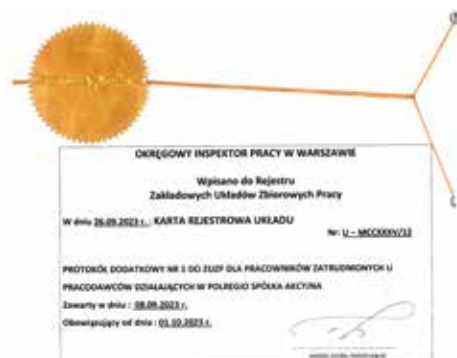 OKRĘGOWY INSPEKTOR PRACY W WARSZAWIE
Wpisano do Rejestru
Zakładowych Układów Zbiorowych Pracy
W dniu 26.09.2023 r. : KARTA REJESTROWA UKŁADU
Nr: U – MCCXXXV/12
PROTOKÓŁ DODATKOWY NR 1 DO ZUZP DLA PRACOWNIKÓW ZATRUDNIONYCH U
PRACODAWCÓW DZIAŁAJĄCYCH W POLREGIO SPÓŁKA AKCYJNA
Zawarty w dniu : 08.09.2023 r.
Obowiązujący od dnia : 01.10.2023 r.